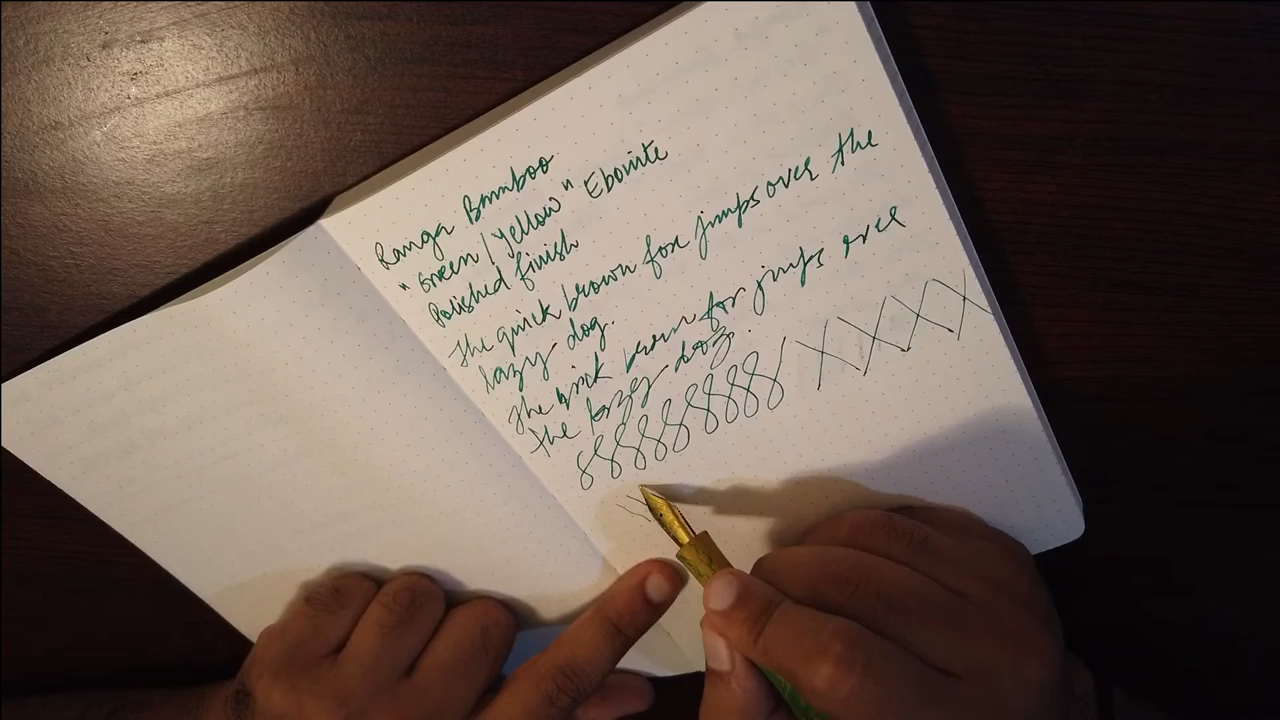 Ranga Bamboo
"Green / Yellow" Ebonite
Polished finish
The quick brown fox jumps over the
lazy dog.
The quick brown fox jumps over
the lazy dog.
88888888 / XXXX